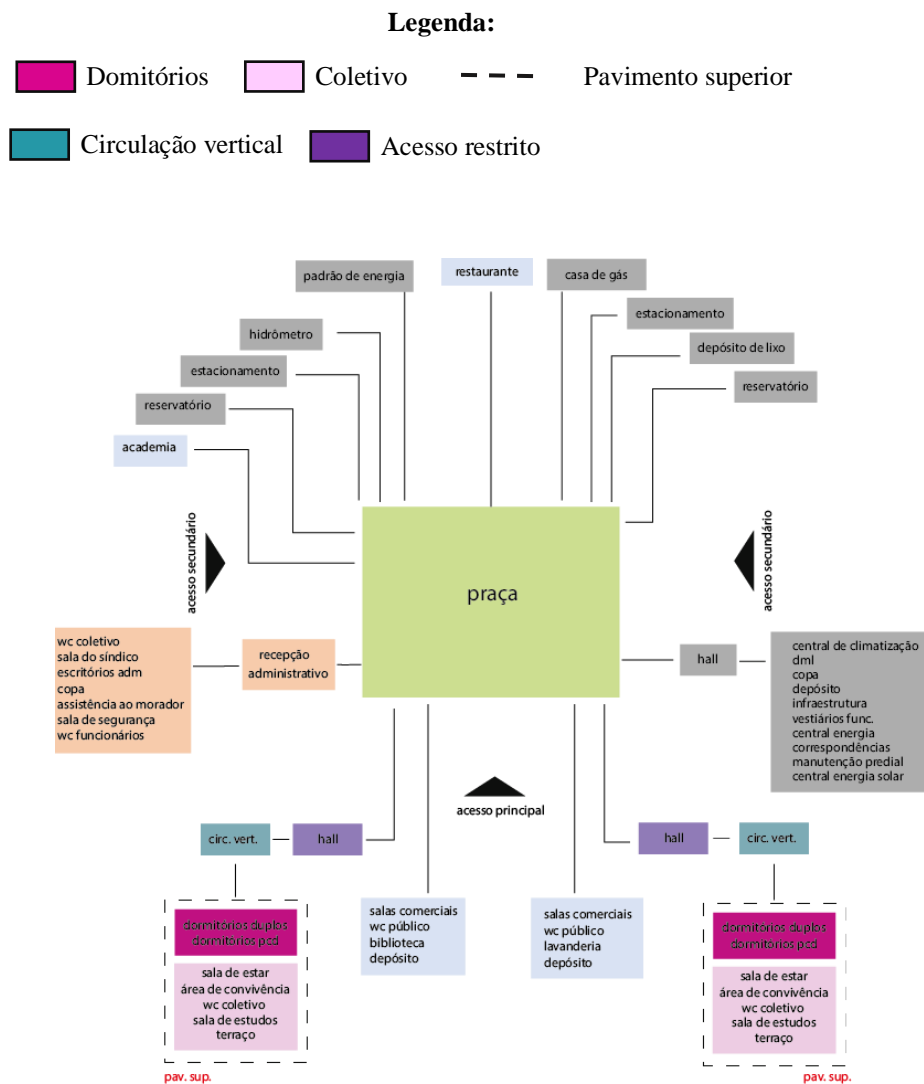 Legenda:
Domitórios
Coletivo
Pavimento superior
Circulação vertical
Acesso restrito
padrão de energia
restaurante
casa de gás
estacionamento
hidrômetro
depósito de lixo
estacionamento
reservatório
reservatório
academia
acesso secundário
acesso secundário
praça
wc coletivo
sala do síndico
escritórios adm
copa
assistência ao morador
sala de segurança
wc funcionários
recepção
administrativo
hall
central de climatização
dml
copa
depósito
infraestrutura
vestiários func.
central energia
correspondências
manutenção predial
central energia solar
acesso principal
circ. vert.
hall
hall
circ. vert.
dormitórios duplos
dormitórios pcd
sala de estar
área de convivência
wc coletivo
sala de estudos
terraço
pav. sup.
salas comerciais
wc público
biblioteca
depósito
salas comerciais
wc público
lavanderia
depósito
dormitórios duplos
dormitórios pcd
sala de estar
área de convivência
wc coletivo
sala de estudos
terraço
pav. sup.